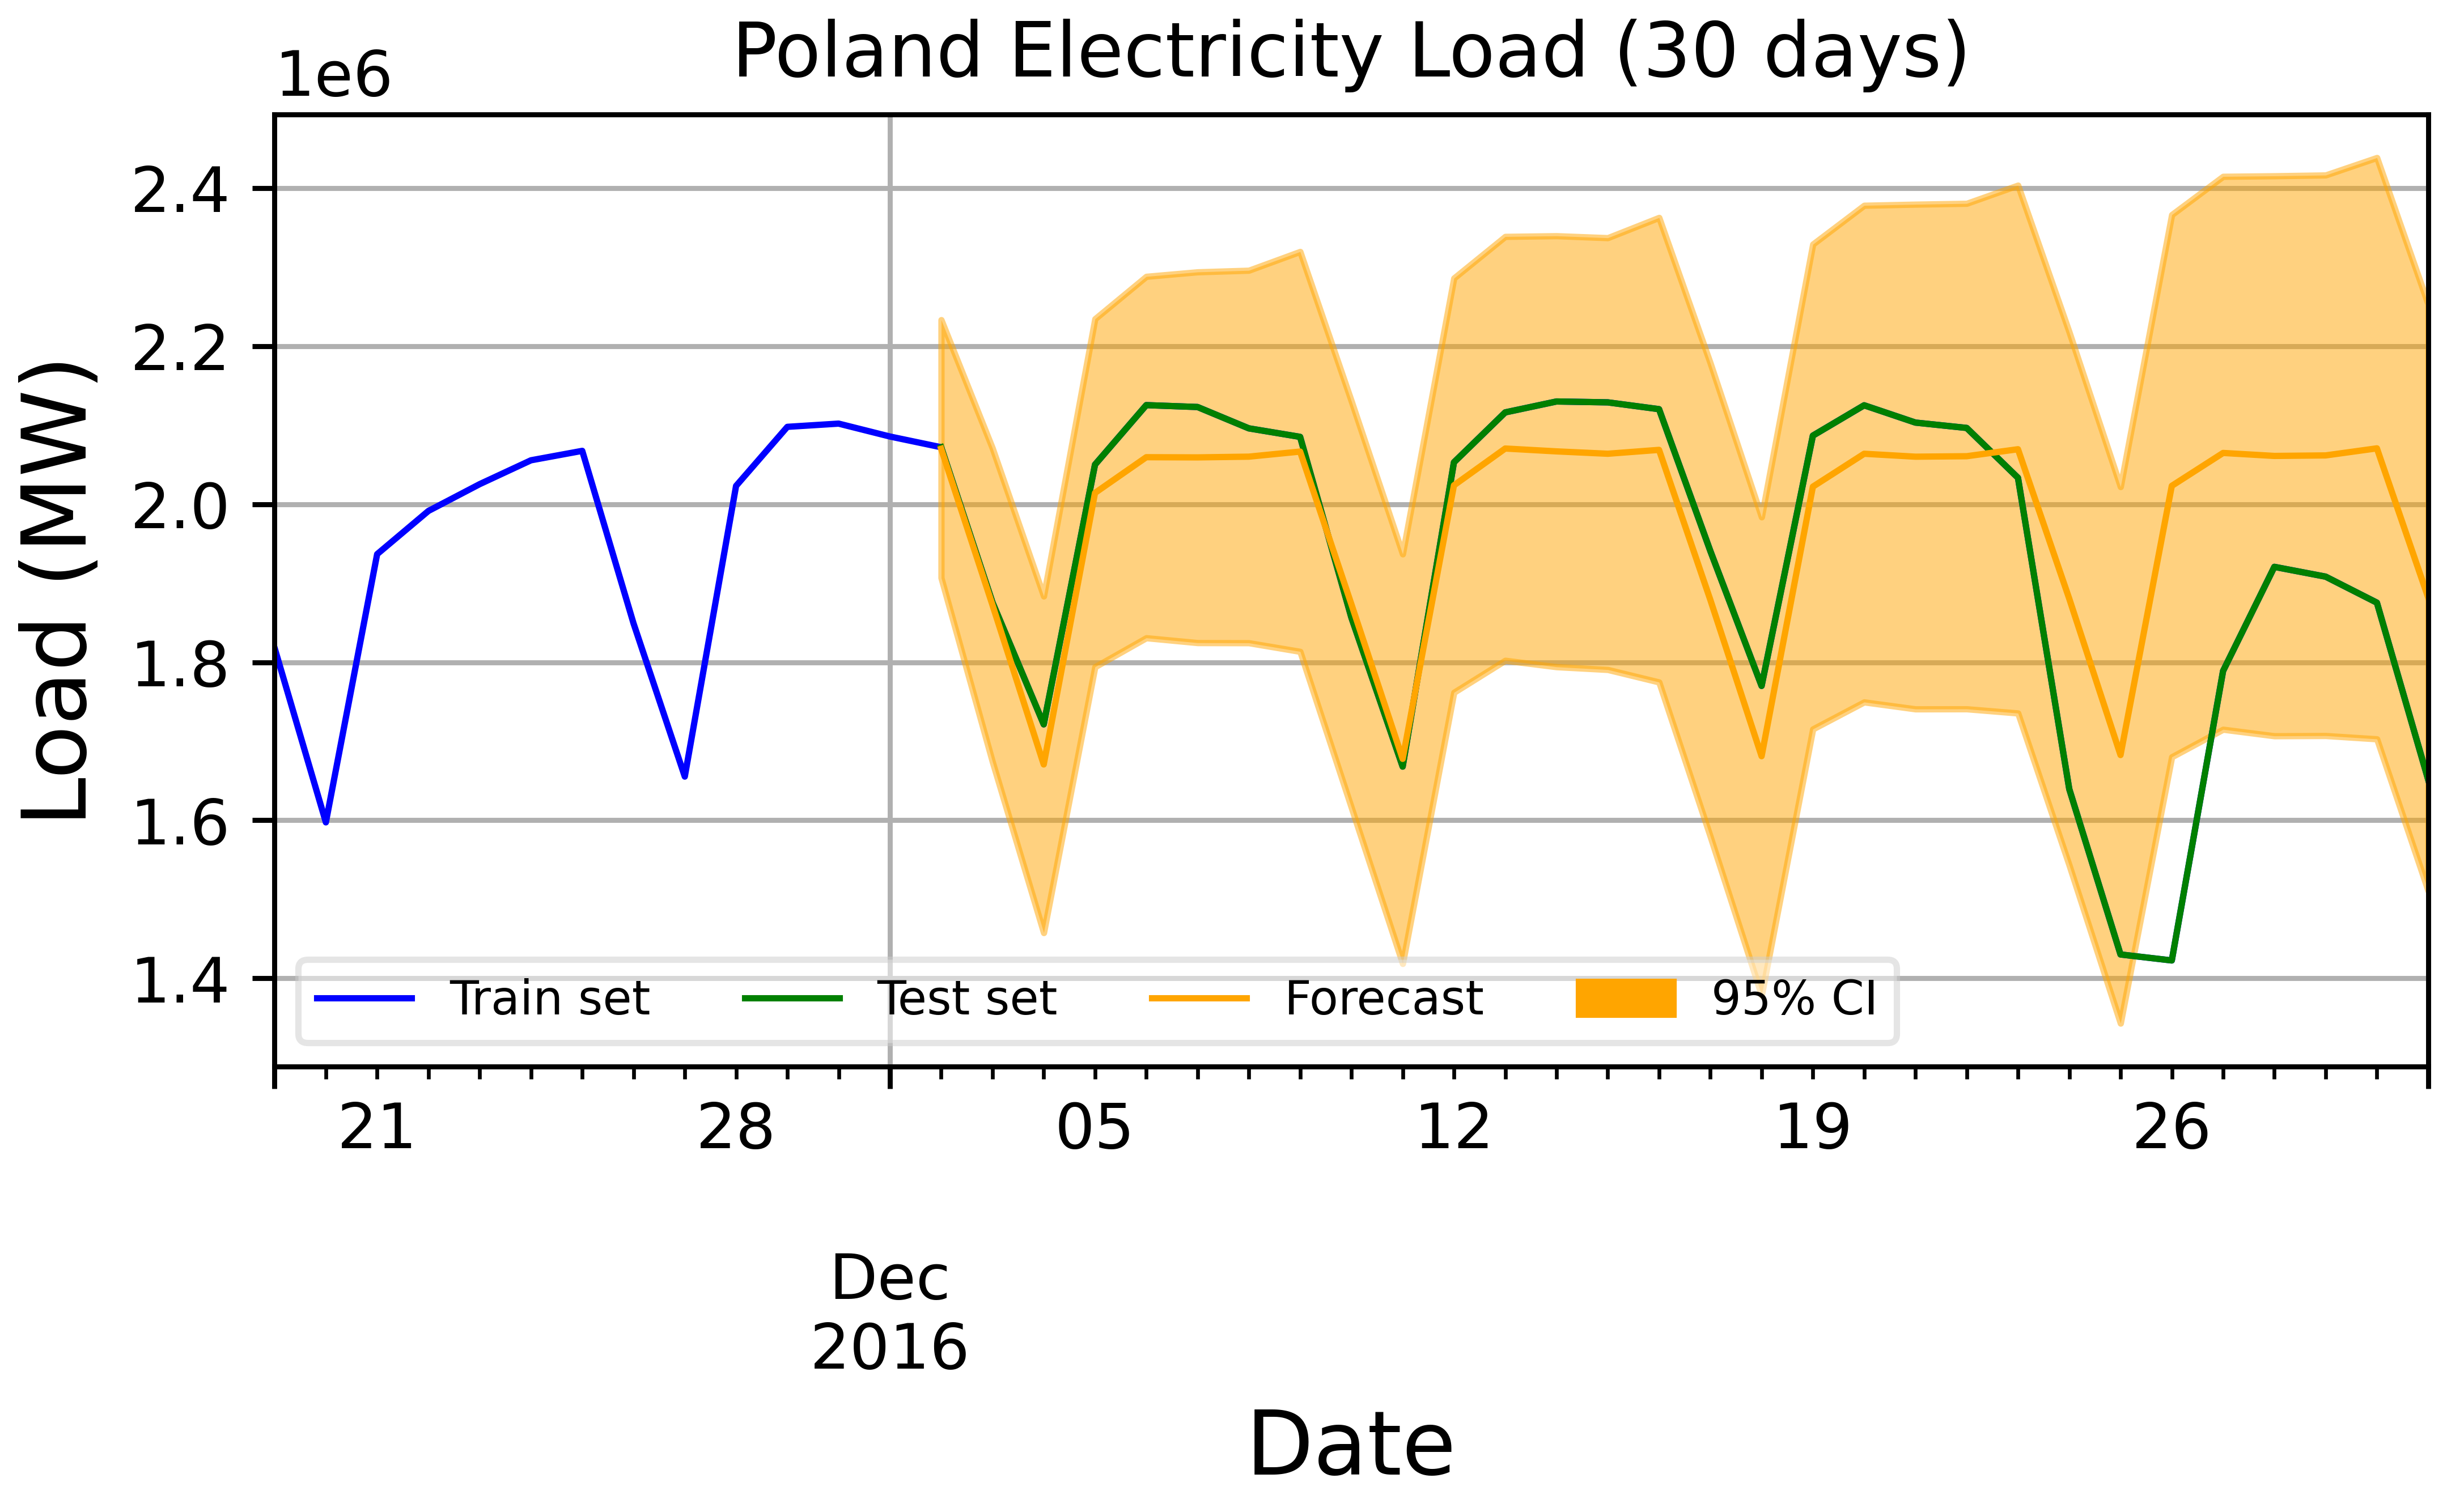 Poland Electricity Load (30 days)
1e6
2.4
2.2
2.0
1.8
1.6
1.4
Load (MW)
Train set
Test set
Forecast
95% CI
21
28
05
12
19
26
Dec
2016
Date